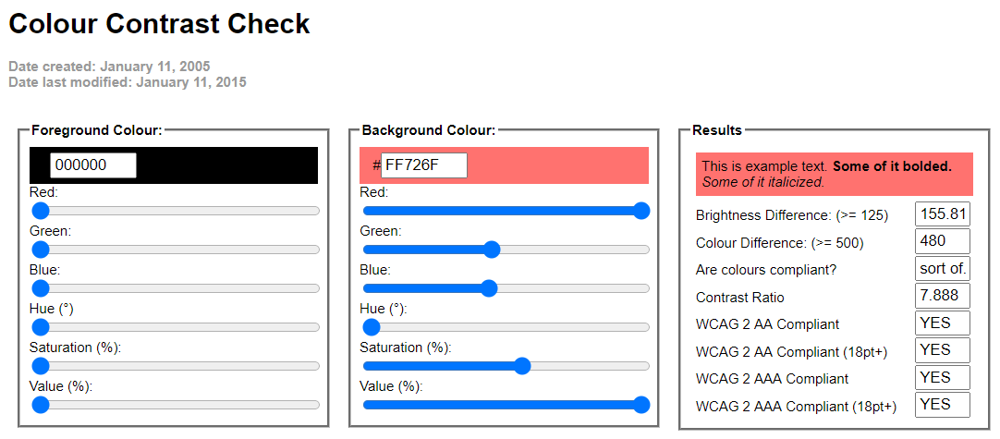 Colour Contrast Check
Date created: January 11, 2005
Date last modified: January 11, 2015
Foreground Colour:
000000
Red:
Green:
Blue:
Hue (°)
Saturation (%):
Value (%):
Background Colour:
#FF726F
Red:
Green:
Blue:
Hue (°):
Saturation (%):
Value (%):
Results
This is example text. Some of it bolded.
Some of it italicized.
Brightness Difference: (>= 125) 155.81
Colour Difference: (>= 500) 480
Are colours compliant? sort of.
Contrast Ratio 7.888
WCAG 2 AA Compliant YES
WCAG 2 AA Compliant (18pt+) YES
WCAG 2 AAA Compliant YES
WCAG 2 AAA Compliant (18pt+) YES